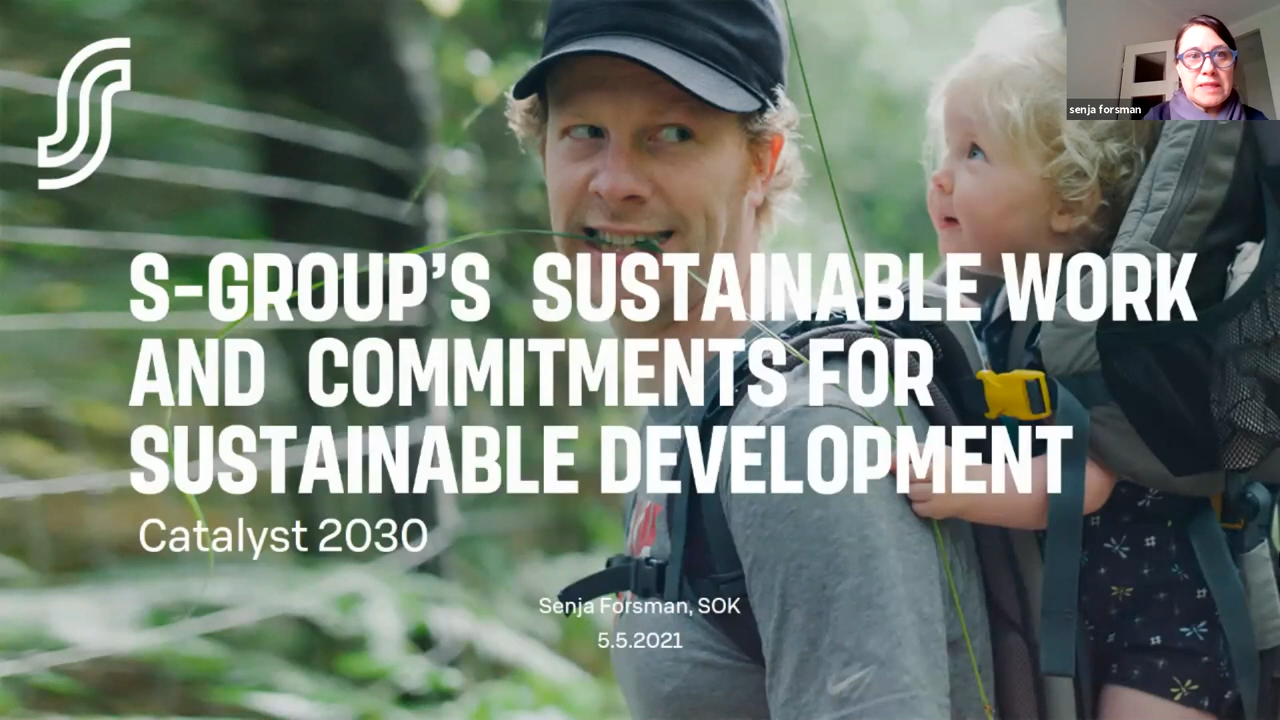 senja forsman
S-GROUP'S SUSTAINABLE WORK
AND COMMITMENTS FOR
SUSTAINABLE DEVELOPMENT
Catalyst 2030
Senja Forsman, SOK
5.5.2021